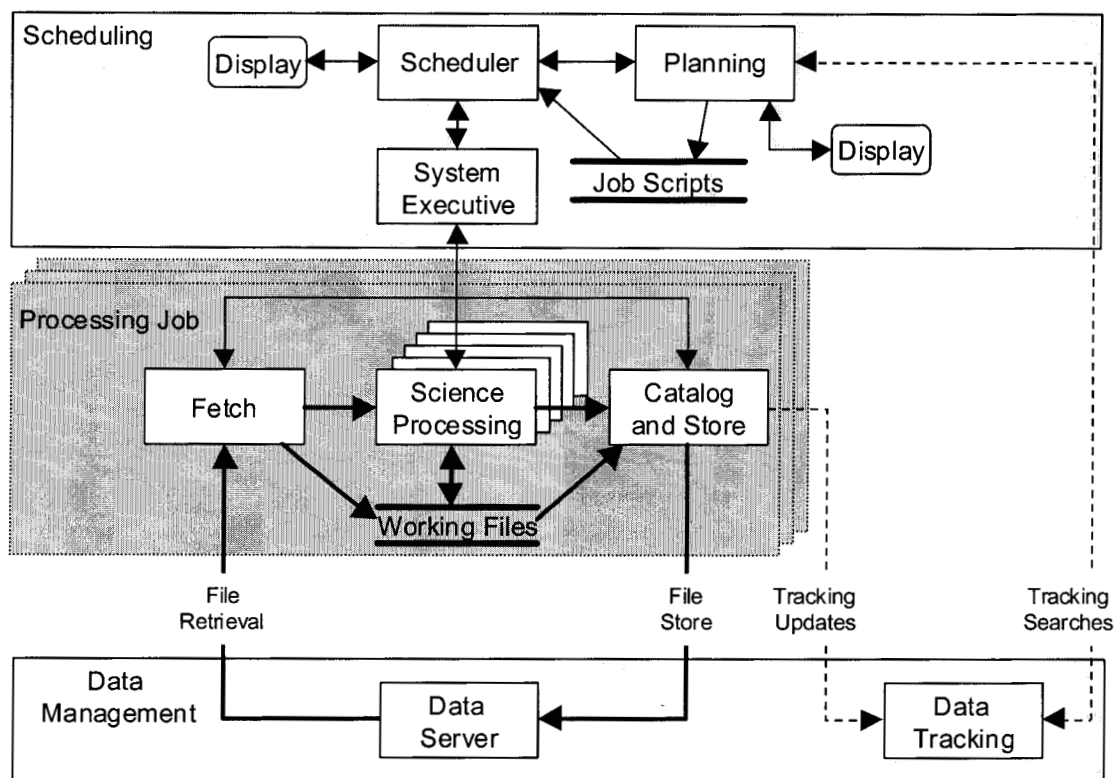 Scheduling
Display
Scheduler
Planning
Display
System
Executive
Job Scripts
Processing Job
Fetch
Science
Processing
Catalog
and Store
Working Files
File
Retrieval
File
Store
Tracking
Updates
Tracking
Searches
Data
Management
Data
Server
Data
Tracking